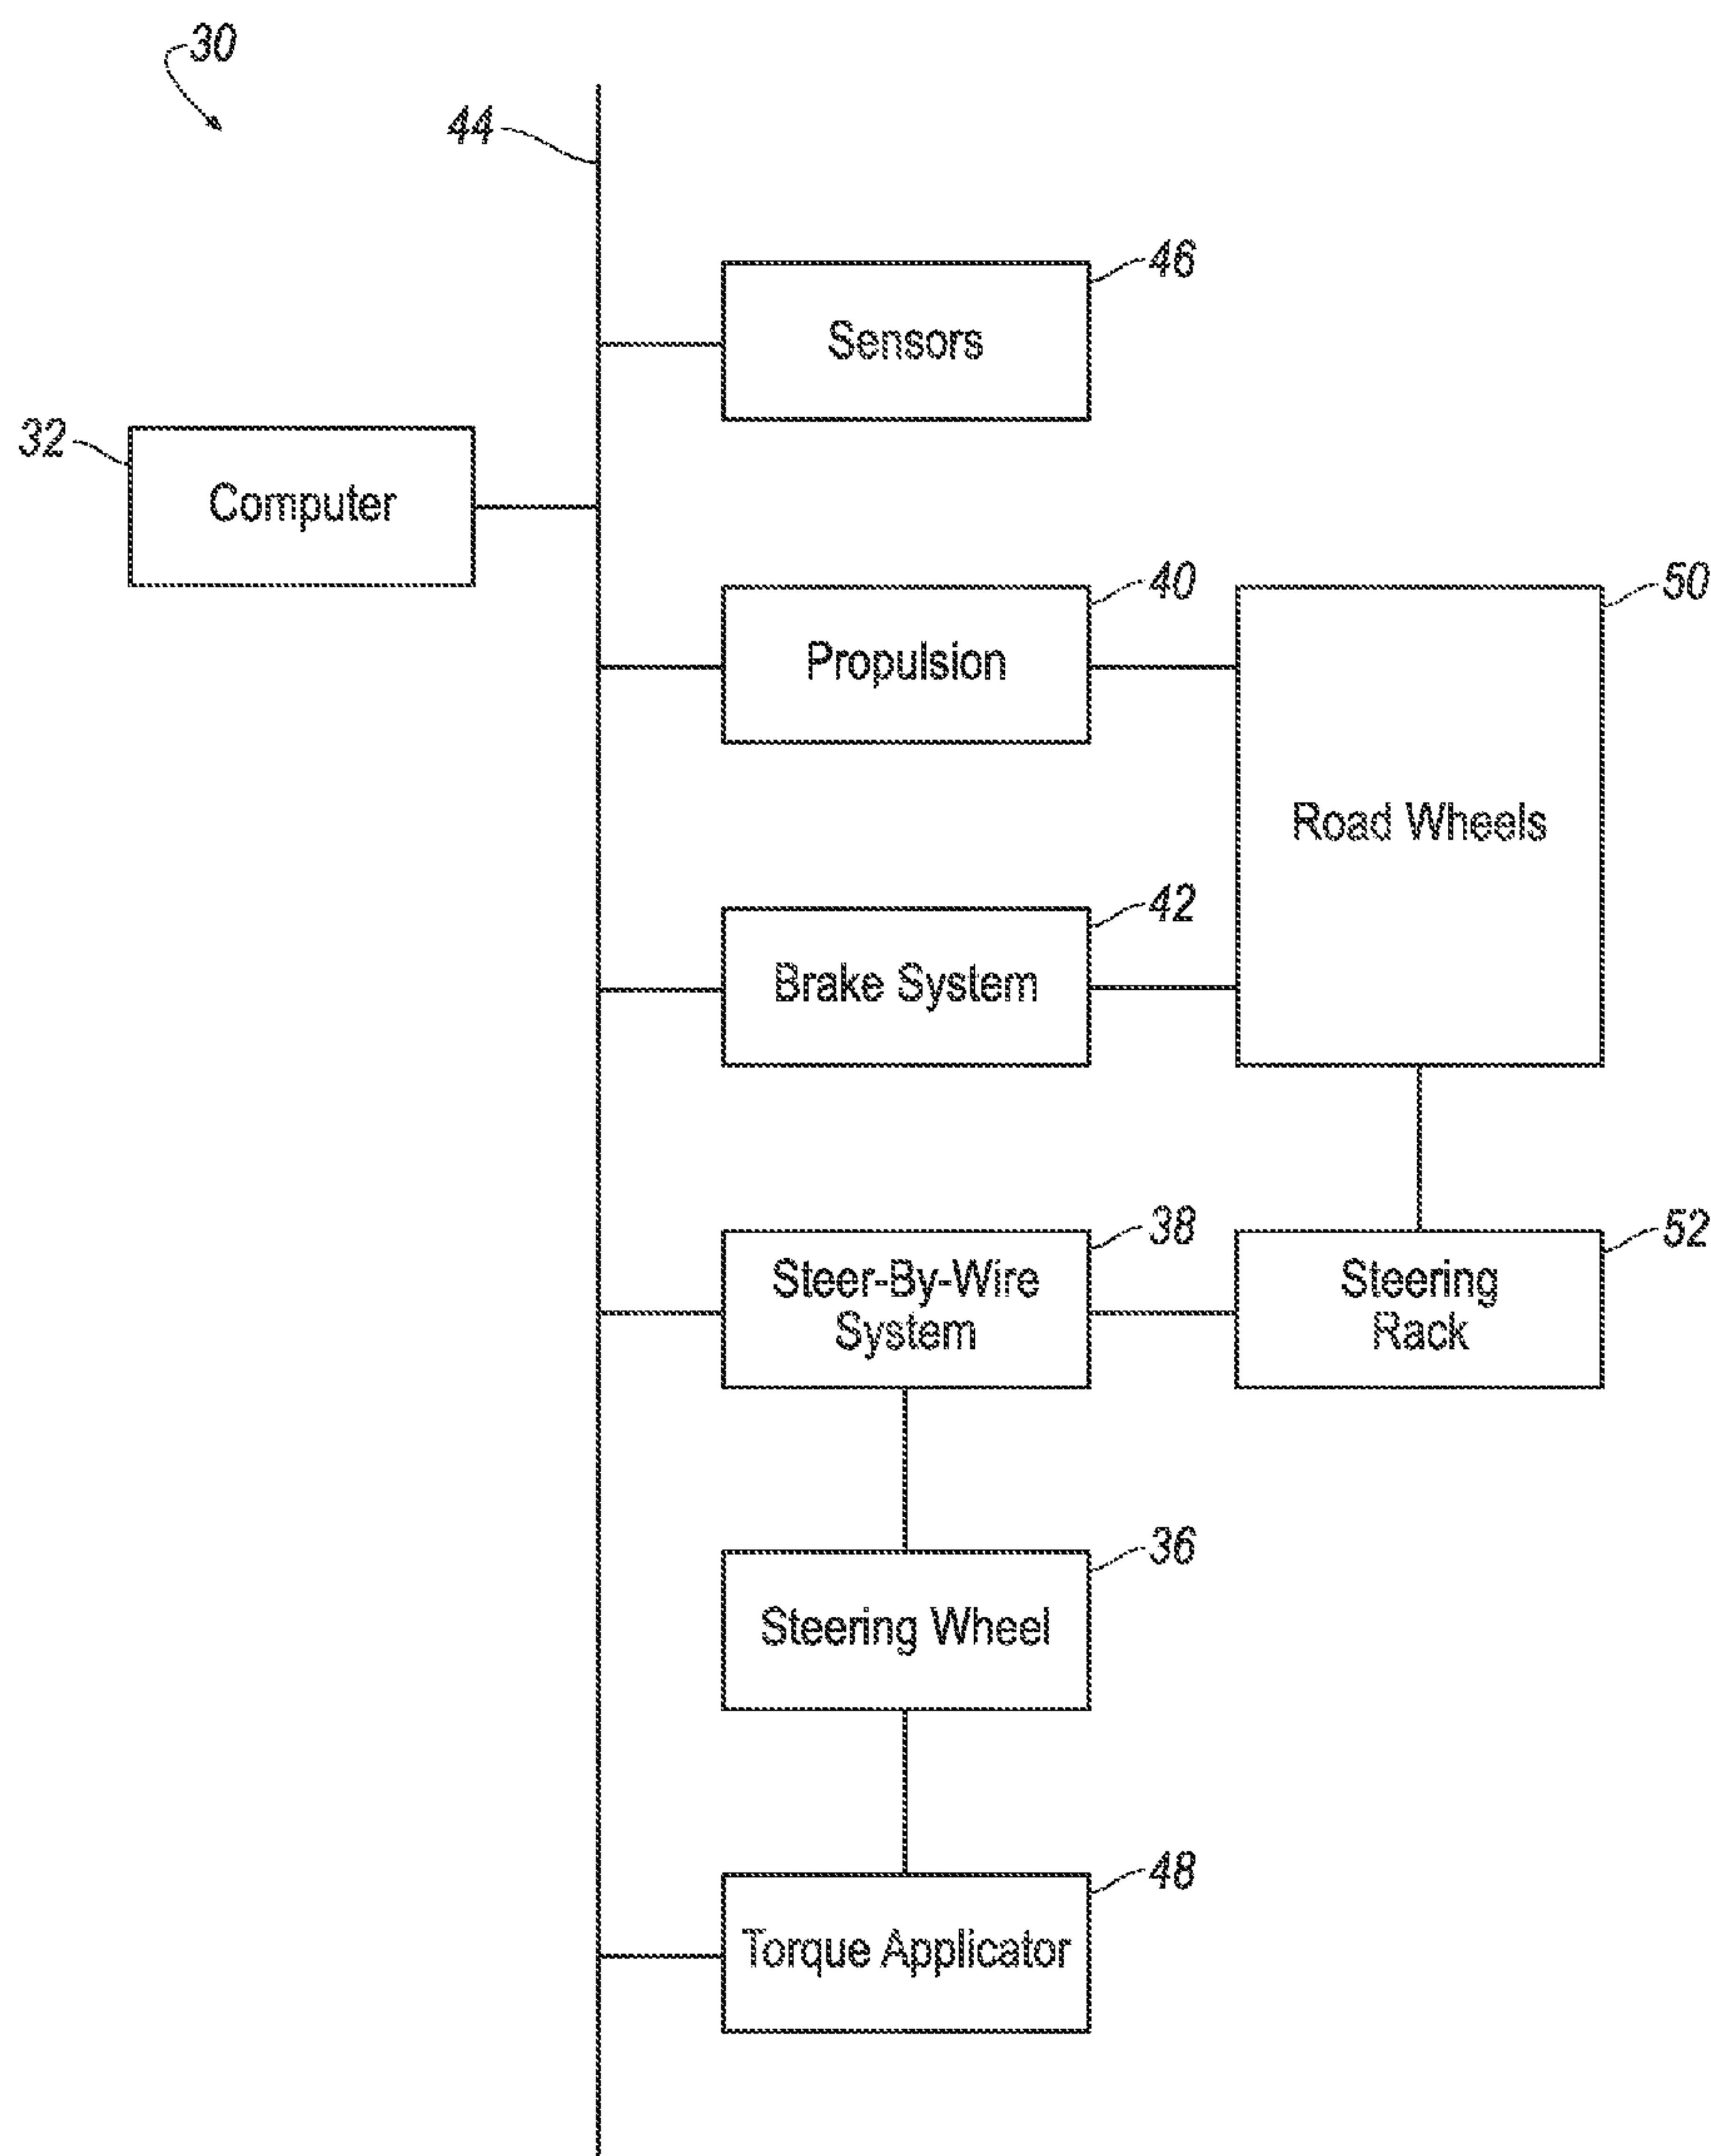 30
44
46
Sensors
32
Computer
40
50
Propulsion
Road Wheels
42
Brake System
38
52
Steer-By-Wire
System
Steering
Rack
36
Steering Wheel
48
Torque Applicator